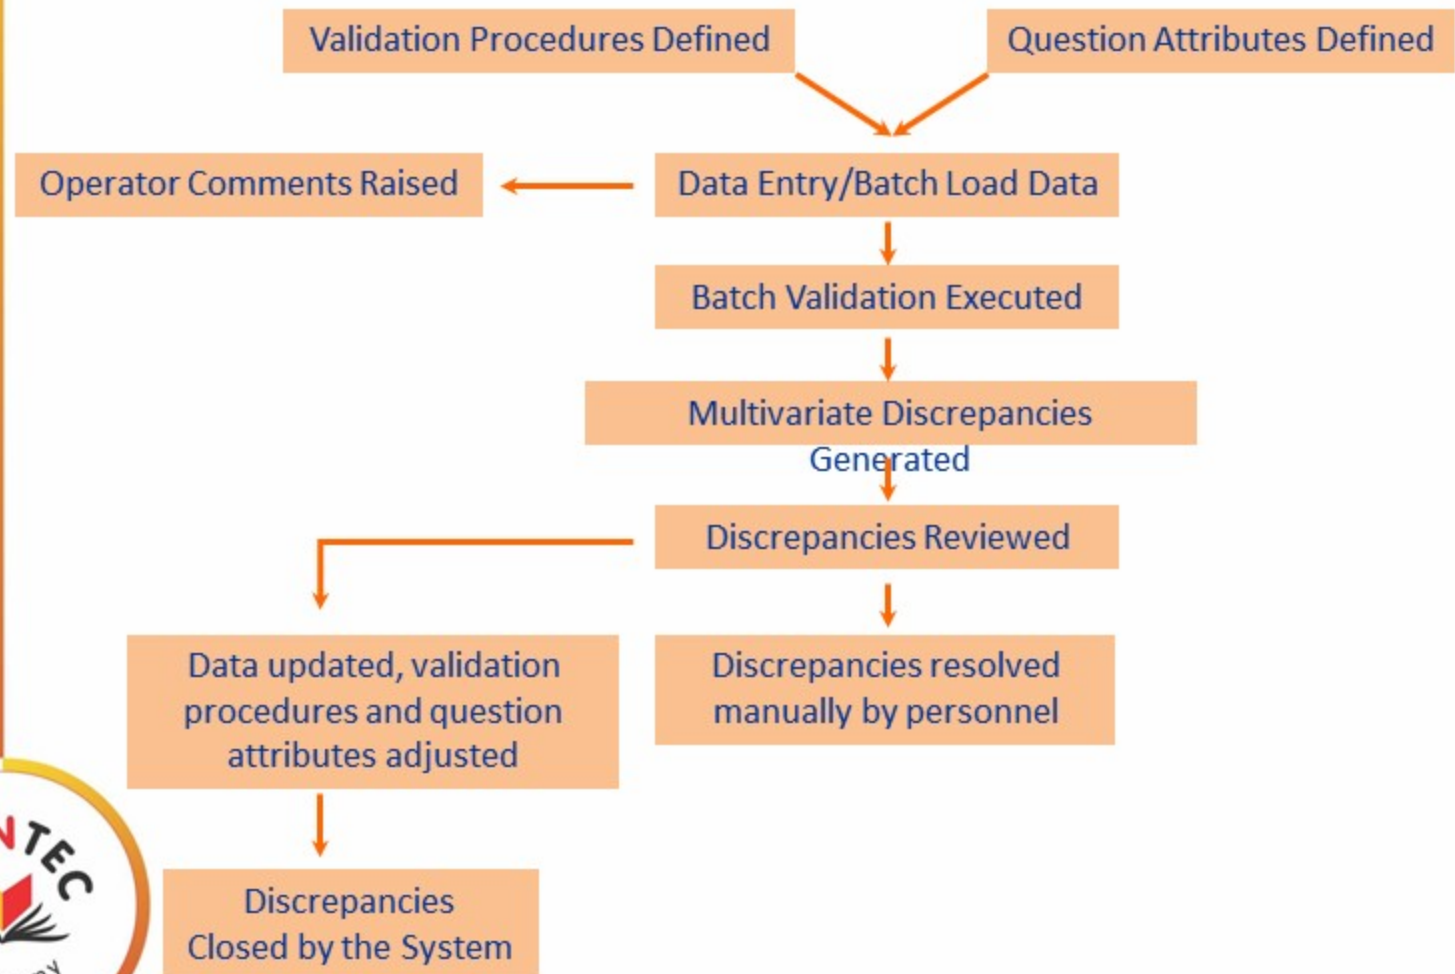 Validation Procedures Defined
Question Attributes Defined
Operator Comments Raised
Data Entry/Batch Load Data
Batch Validation Executed
Multivariate Discrepancies
Generated
Discrepancies Reviewed
Data updated, validation
procedures and question
attributes adjusted
Discrepancies resolved
manually by personnel
Discrepancies
Closed by the System
NTEC